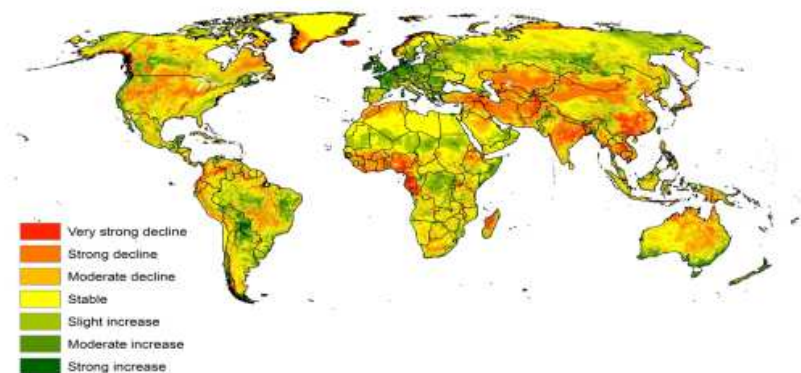 Very strong decline
Strong decline
Moderate decline
Stable
Slight increase
Moderate increase
Strong increase